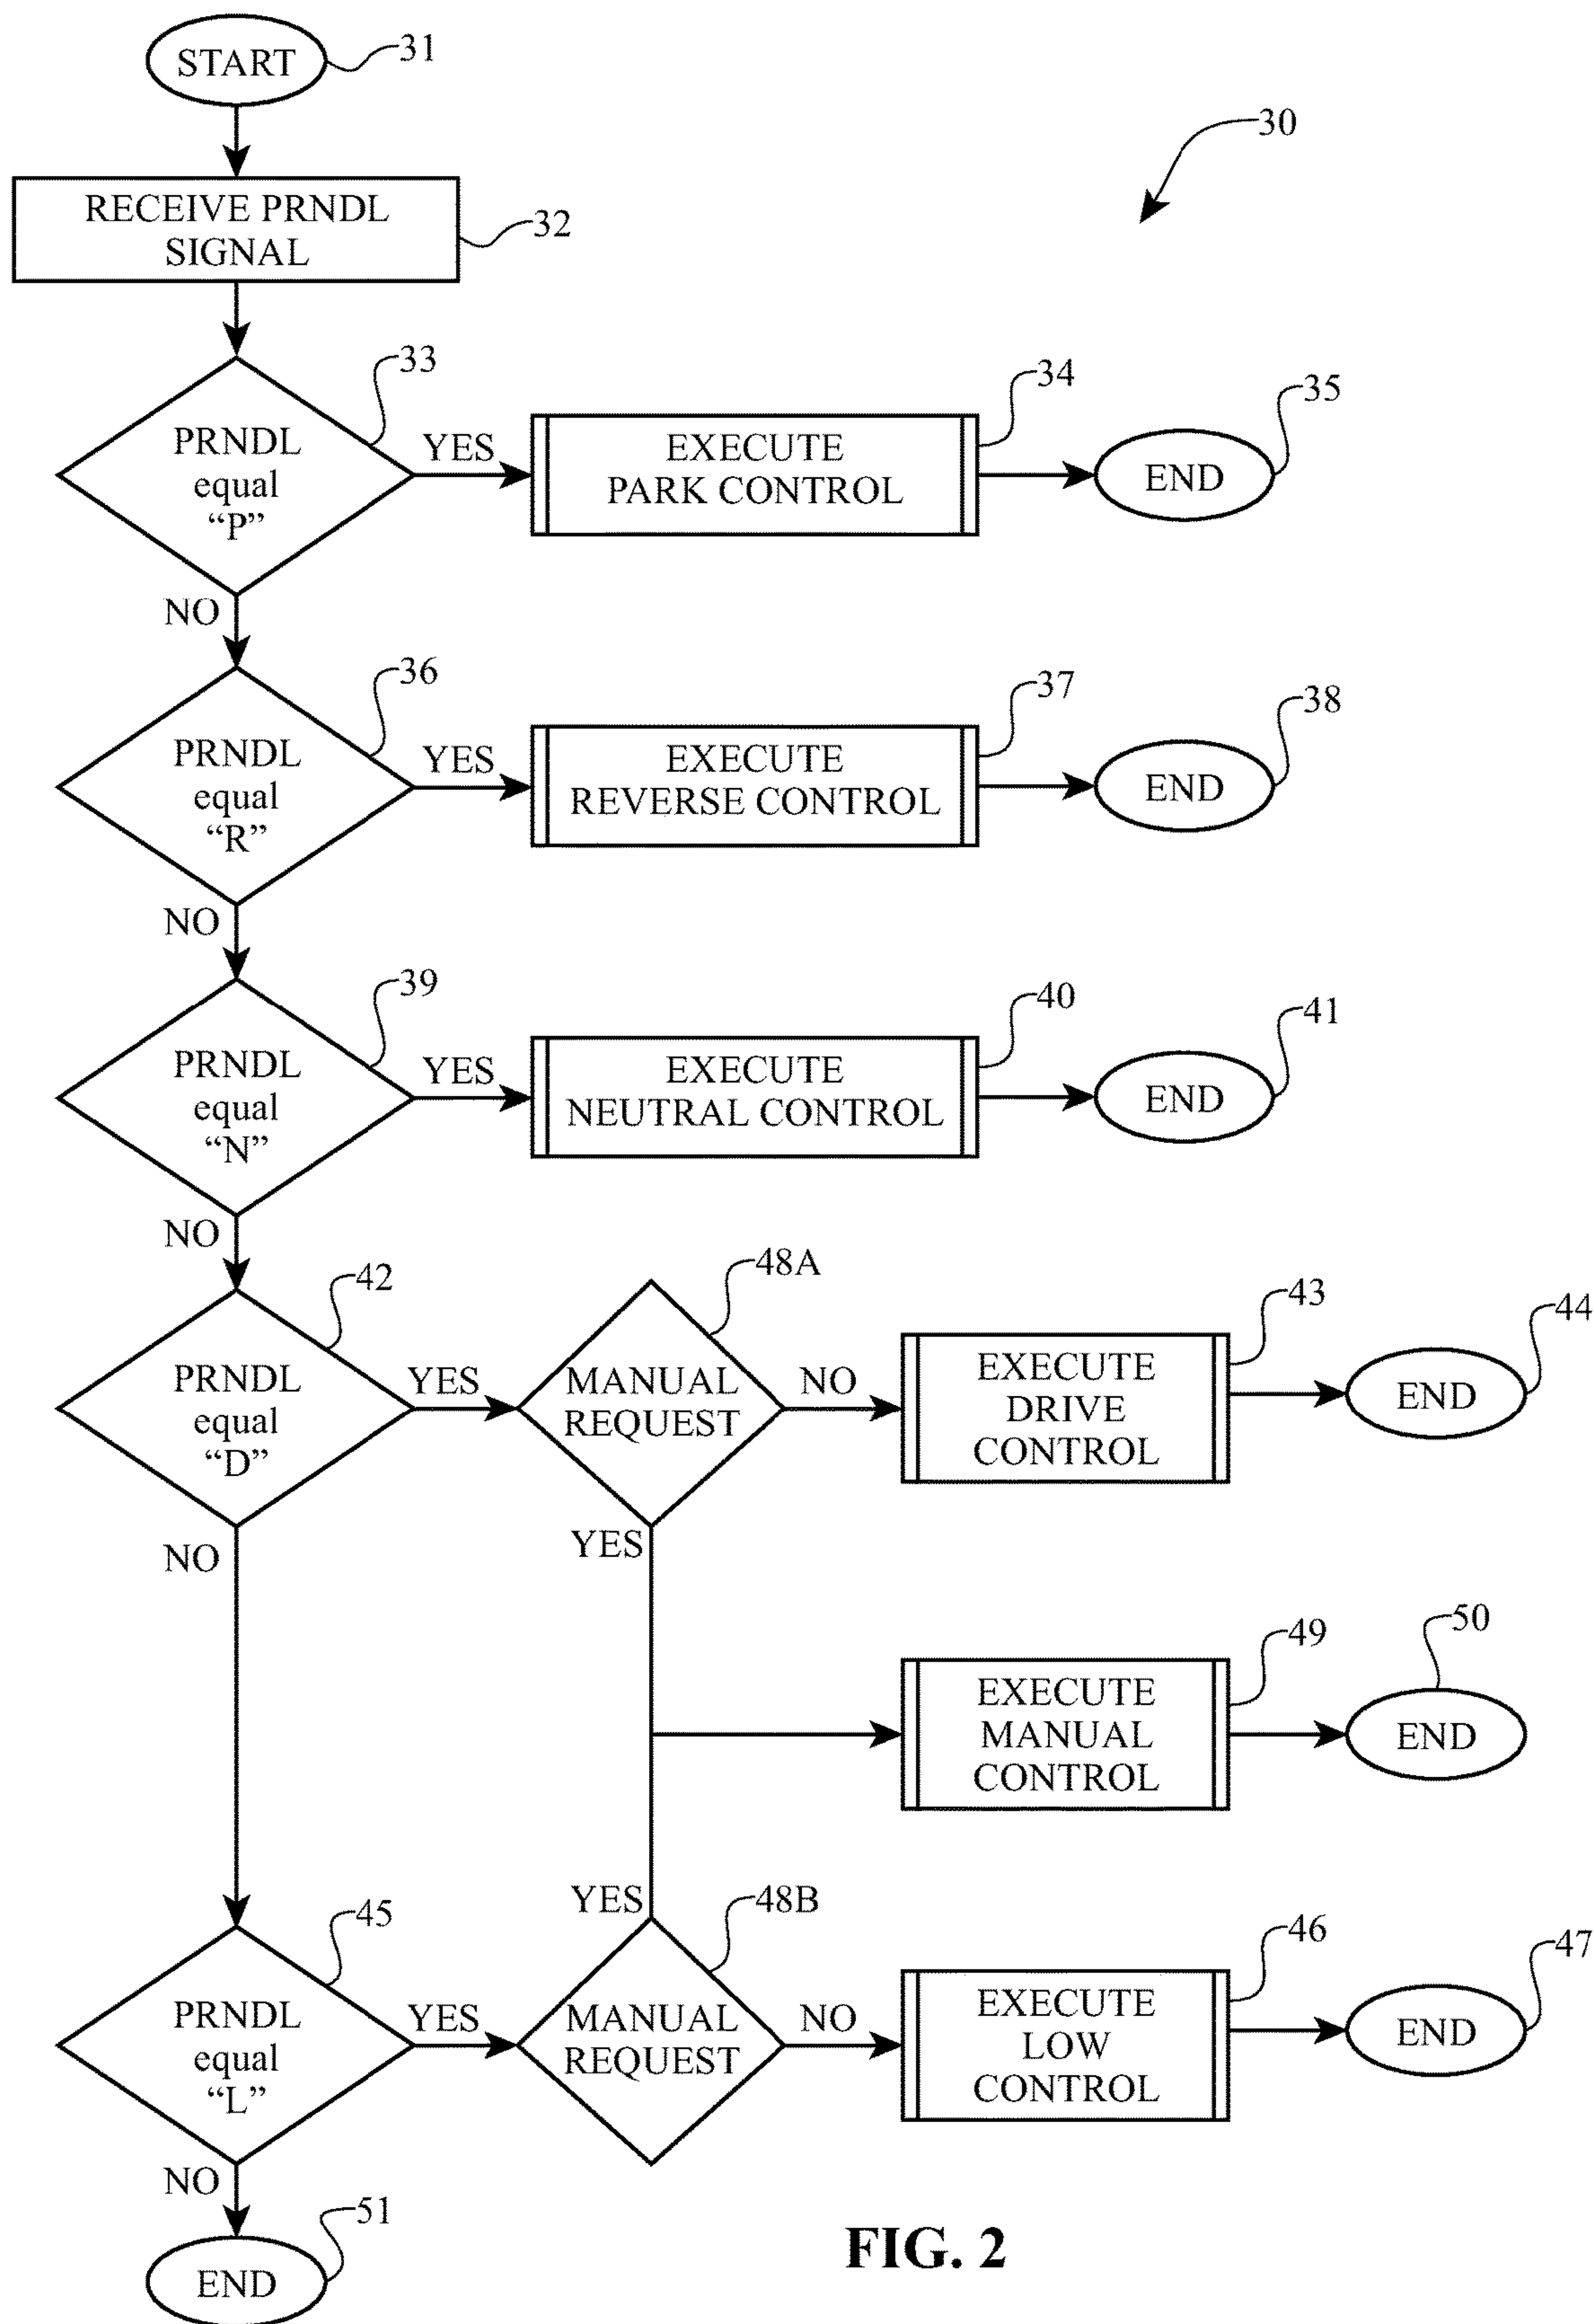 START
31
30
RECEIVE PRNDL
SIGNAL
32
33
PRNDL
equal
“P”
YES
EXECUTE
PARK CONTROL
34
END
35
NO
36
PRNDL
equal
“R”
YES
EXECUTE
REVERSE CONTROL
37
END
38
NO
39
PRNDL
equal
“N”
YES
EXECUTE
NEUTRAL CONTROL
40
END
41
NO
42
PRNDL
equal
“D”
YES
48A
MANUAL
REQUEST
NO
EXECUTE
DRIVE
CONTROL
43
END
44
NO
YES
EXECUTE
MANUAL
CONTROL
49
END
50
YES
45
PRNDL
equal
“L”
YES
48B
MANUAL
REQUEST
NO
EXECUTE
LOW
CONTROL
46
END
47
NO
END
51
FIG. 2